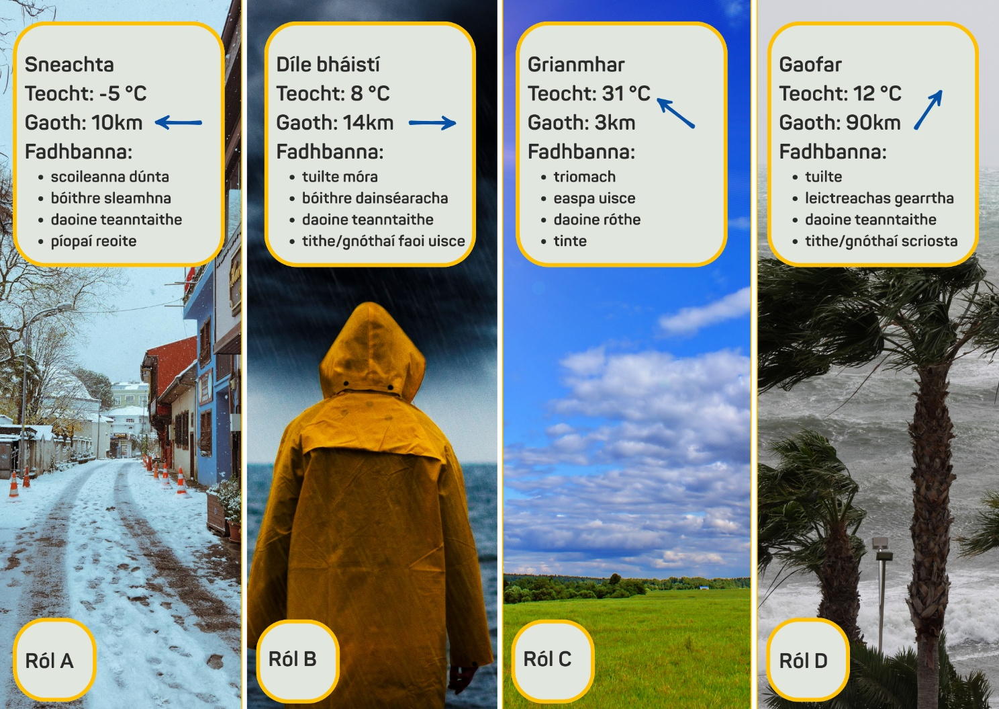 Sneachta
Teocht: -5 °C
Gaoth: 10km
Fadhbanna:
• scoileanna dúnta
• bóithre sleamhna
• daoine teanntaithe
• píopaí reoite
Ról A
Díle bháistí
Teocht: 8 °C
Gaoth: 14km
Fadhbanna:
• tuilte móra
• bóithre dainséaracha
• daoine teanntaithe
• tithe/gnóthaí faoi uisce
Ról B
Grianmhar
Teocht: 31 °C
Gaoth: 3km
Fadhbanna:
• triomach
• easpa uisce
• daoine róthe
• tinte
Ról C
Gaofar
Teocht: 12 °C
Gaoth: 90km
Fadhbanna:
• tuilte
• leictreachas gearrtha
• daoine teanntaithe
• tithe/gnóthaí scriosta
Ról D